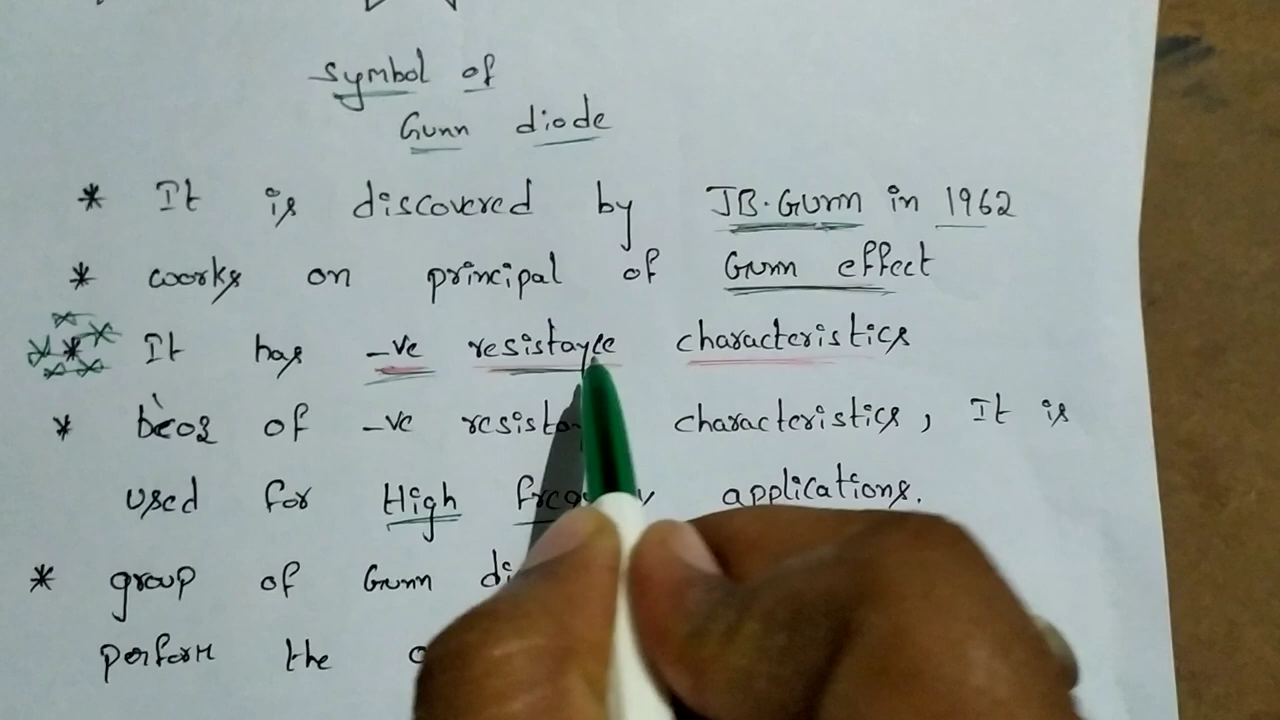 symbol of
Gunn diode
* It is discovered by JB.Gunn in 1962
* works on principal of Gunn effect
* It has -ve resistance characteristics
* of -ve characteristics, It is
used for High applications.
* group of Gunn
perform the